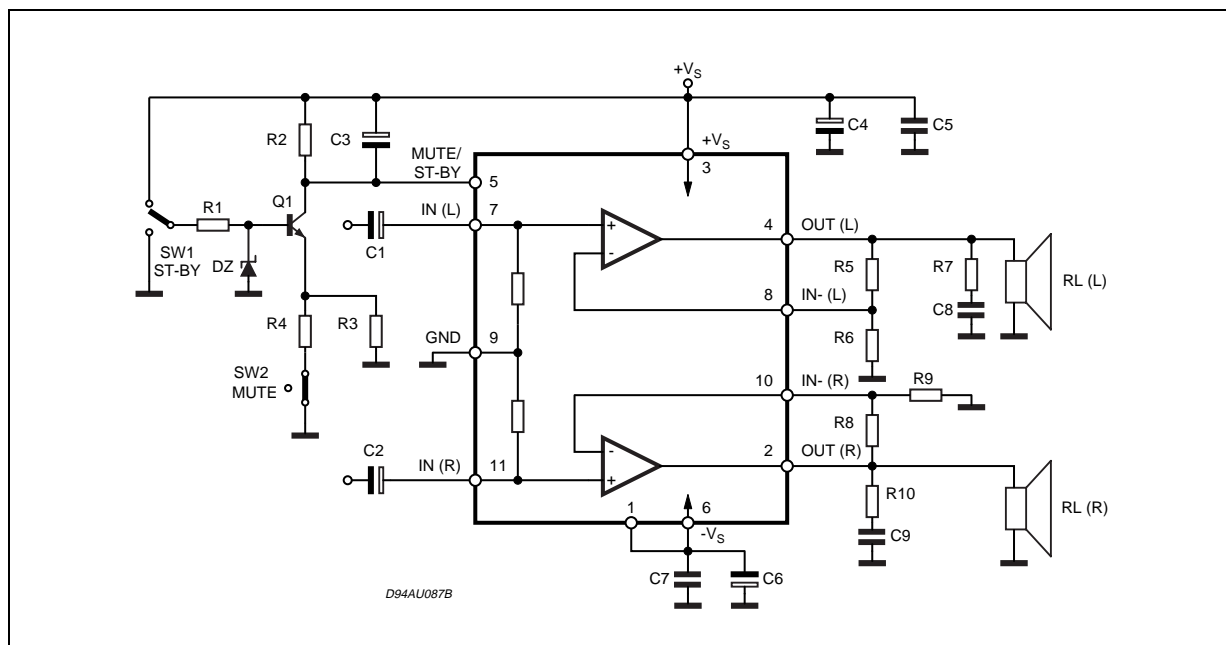 +VS
R2
C3
C4
C5
MUTE/
ST-BY
+VS
3
5
R1
Q1
IN (L)
7
4
OUT (L)
+
-
SW1
ST-BY
C1
DZ
R5
R7
RL (L)
8
IN- (L)
C8
R4
R3
GND
9
R6
SW2
MUTE
10
IN- (R)
R9
R8
C2
IN (R)
11
-
+
2
OUT (R)
R10
RL (R)
1
6
-VS
C9
C7
C6
D94AU087B